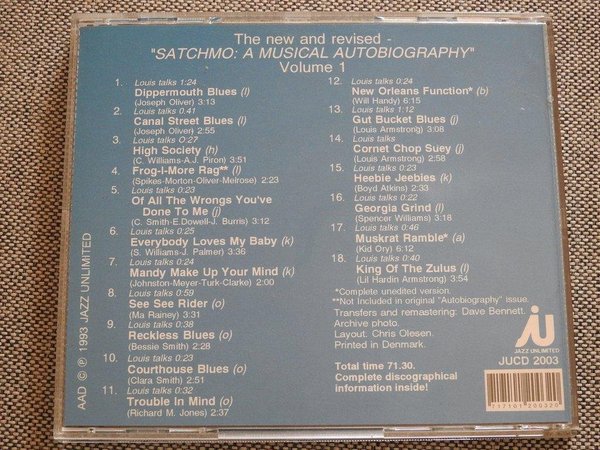 The new and revised -
"SATCHMO: A MUSICAL AUTOBIOGRAPHY"
Volume 1
1. Louis talks 1:24
Dippermouth Blues (l)
(Joseph Oliver) 3:13
2. Louis talks 0.41
Canal Street Blues (l)
(Joseph Oliver) 2:55
3. Louis talks O:27
High Society (h)
(C. Williams-A.J. Piron) 3:51
4. Frog-I-More Rag** (l)
(Spikes-Morton-Oliver-Melrose) 2:23
5. Louis talks 0:23
Of All The Wrongs You've
Done To Me (j)
(C. Smith-E.Dowell-J. Burris) 3:12
6. Louis talks 0:25
Everybody Loves My Baby (k)
(S. Williams-J. Palmer) 3:36
7. Louis talks 0:24
Mandy Make Up Your Mind (k)
(Johnston-Meyer-Turk-Clarke) 2:00
8. Louis talks 0:59
See See Rider (o)
(Ma Rainey) 3:11
9. Louis talks 0.38
Reckless Blues (o)
(Bessie Smith) 2:28
10. Louis talks 0:23
Courthouse Blues (o)
(Clara Smith) 2:51
11. Louis talks 0:32
Trouble In Mind (o)
(Richard M. Jones) 2:37
12. Louis talks 0;24
New Orleans Function* (b)
(Will Handy) 6:15
13. Louis talks 1:12
Gut Bucket Blues (j)
(Louis Armstrong) 3:08
14. Louis talks
Cornet Chop Suey (j)
(Louis Armstrong) 2:58
15. Louis talks 0:23
Heebie Jeebies (k)
(Boyd Atkins) 2:33
16. Louis talks 0:22
Georgia Grind (l)
(Spencer Williams) 3:18
17. Louis talks 0:46
Muskrat Ramble* (a)
(Kid Ory) 6:12
18. Louis talks 0:40
King Of The Zulus (l)
(Lil Hardin Armstrong) 3:54
*Complete unedited version.
**Not Included in original "Autobiography" issue.
Transfers and remastering: Dave Bennett.
Archive photo.
Layout. Chris Olesen.
Printed in Denmark.
Total time 71.30.
Complete discographical
information inside!
JU
JAZZ UNLIMITED
JUCD 2003
717101 200320
AAD © ℗ 1993 JAZZ UNLIMITED